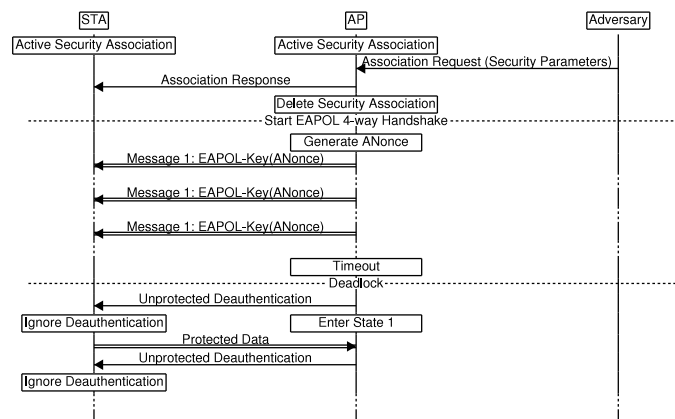 STA AP Adversary
Active Security Association Active Security Association
Association Request (Security Parameters)
Association Response
Delete Security Association
Start EAPOL 4-way Handshake
Generate ANonce
Message 1: EAPOL-Key(ANonce)
Message 1: EAPOL-Key(ANonce)
Message 1: EAPOL-Key(ANonce)
Timeout
Deadlock
Unprotected Deauthentication
Ignore Deauthentication Enter State 1
Protected Data
Unprotected Deauthentication
Ignore Deauthentication